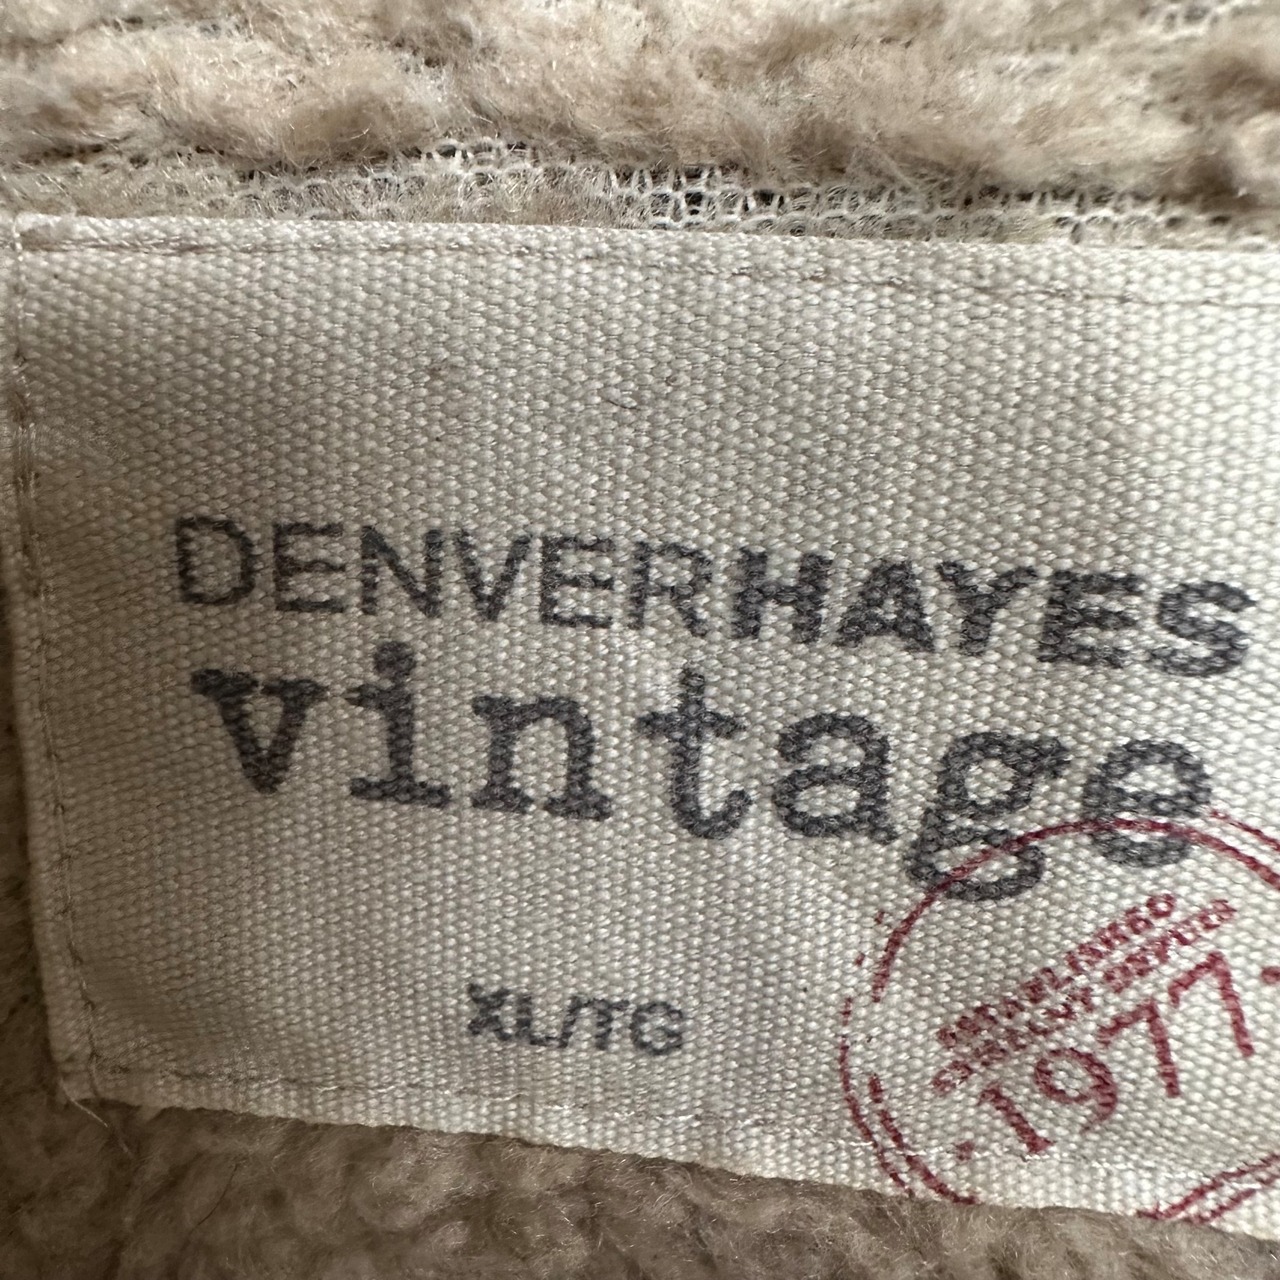 DENVERHAYES
vintage
XL/TG
1977